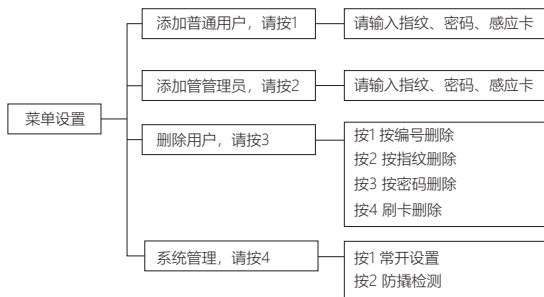 添加普通用户，请按1
请输入指纹、密码、感应卡
添加管管理员，请按2
请输入指纹、密码、感应卡
菜单设置
删除用户，请按3
按1 按编号删除
按2 按指纹删除
按3 按密码删除
按4 刷卡删除
系统管理，请按4
按1 常开设置
按2 防撬检测